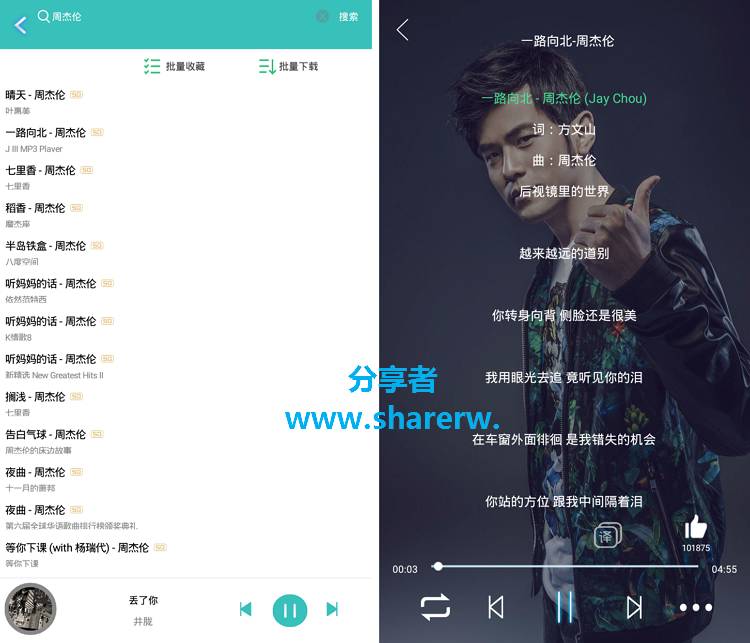 周杰伦
搜索
批量收藏
批量下载
晴天 - 周杰伦 SQ
叶惠美
一路向北 - 周杰伦 SQ
J III MP3 Player
七里香 - 周杰伦 SQ
七里香
稻香 - 周杰伦 SQ
魔杰座
半岛铁盒 - 周杰伦 SQ
八度空间
听妈妈的话 - 周杰伦 SQ
依然范特西
听妈妈的话 - 周杰伦 SQ
K情歌8
听妈妈的话 - 周杰伦 SQ
新精选 New Greatest Hits II
搁浅 - 周杰伦 SQ
七里香
告白气球 - 周杰伦 SQ
周杰伦的床边故事
夜曲 - 周杰伦 SQ
十一月的萧邦
夜曲 - 周杰伦 SQ
第六届全球华语歌曲排行榜颁奖典礼
等你下课 (with 杨瑞代) - 周杰伦 SQ
等你下课
丢了你
井胧
一路向北-周杰伦
一路向北 - 周杰伦 (Jay Chou)
词：方文山
曲：周杰伦
后视镜里的世界
越来越远的道别
你转身向背 侧脸还是很美
我用眼光去追 竟听见你的泪
在车窗外面徘徊 是我错失的机会
你站的方位 跟我中间隔着泪
译
101875
00:03
04:55
分享者
www.sharerw.